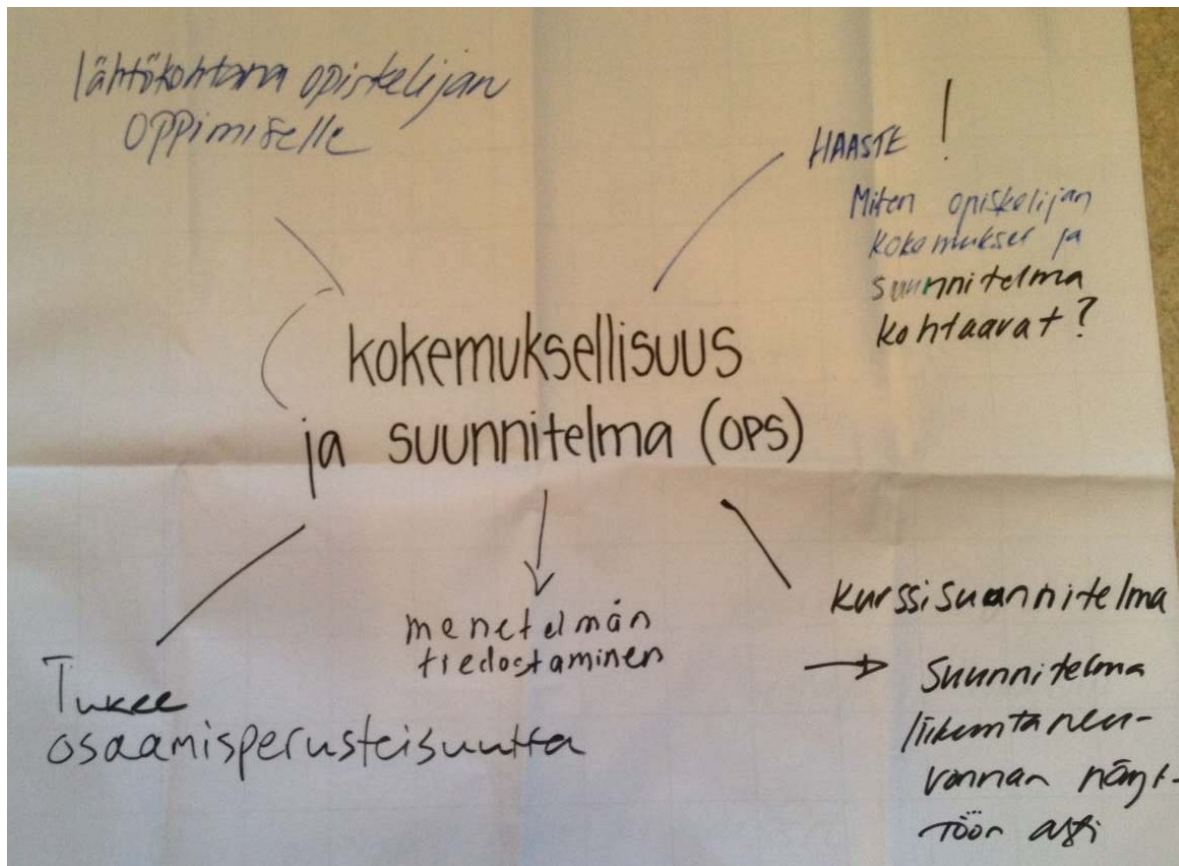 lähtökohtana opiskelijan
oppimiselle
HAASTE !
Miten opiskelijan
kokemukset ja
suunnitelma
kohtaavat?
kokemuksellisuus
ja suunnitelma (OPS)
menetelmän
tiedostaminen
Tukee
osaamisperusteisuutta
kurssisuunnitelma
→ Suunnitelma
liikuntaneu-
vonnan näyt-
töön asti